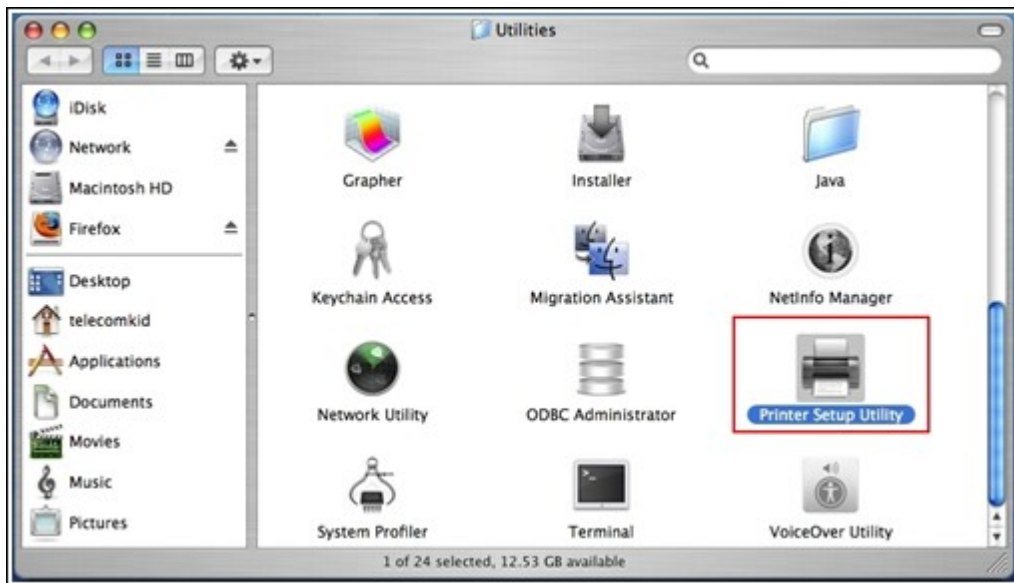 Utilities
iDisk
Network
Macintosh HD
Firefox
Desktop
telecomkid
Applications
Documents
Movies
Music
Pictures
Grapher
Installer
Java
Keychain Access
Migration Assistant
NetInfo Manager
Network Utility
ODBC Administrator
Printer Setup Utility
System Profiler
Terminal
VoiceOver Utility
1 of 24 selected, 12.53 GB available